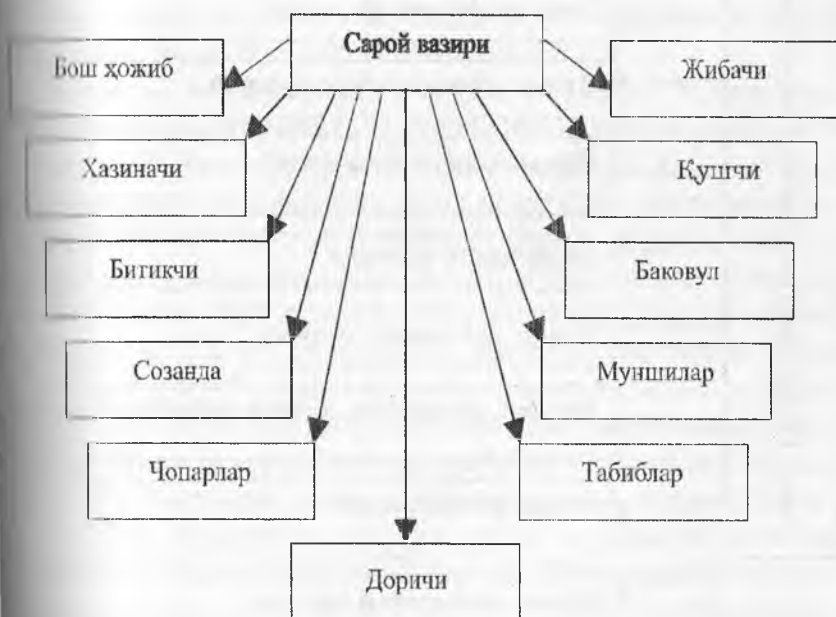 Сарой вазири
Бош ҳожиб
Жибачи
Хазиначи
Қушчи
Битикчи
Баковул
Созанда
Муншилар
Чопарлар
Табиблар
Доричи